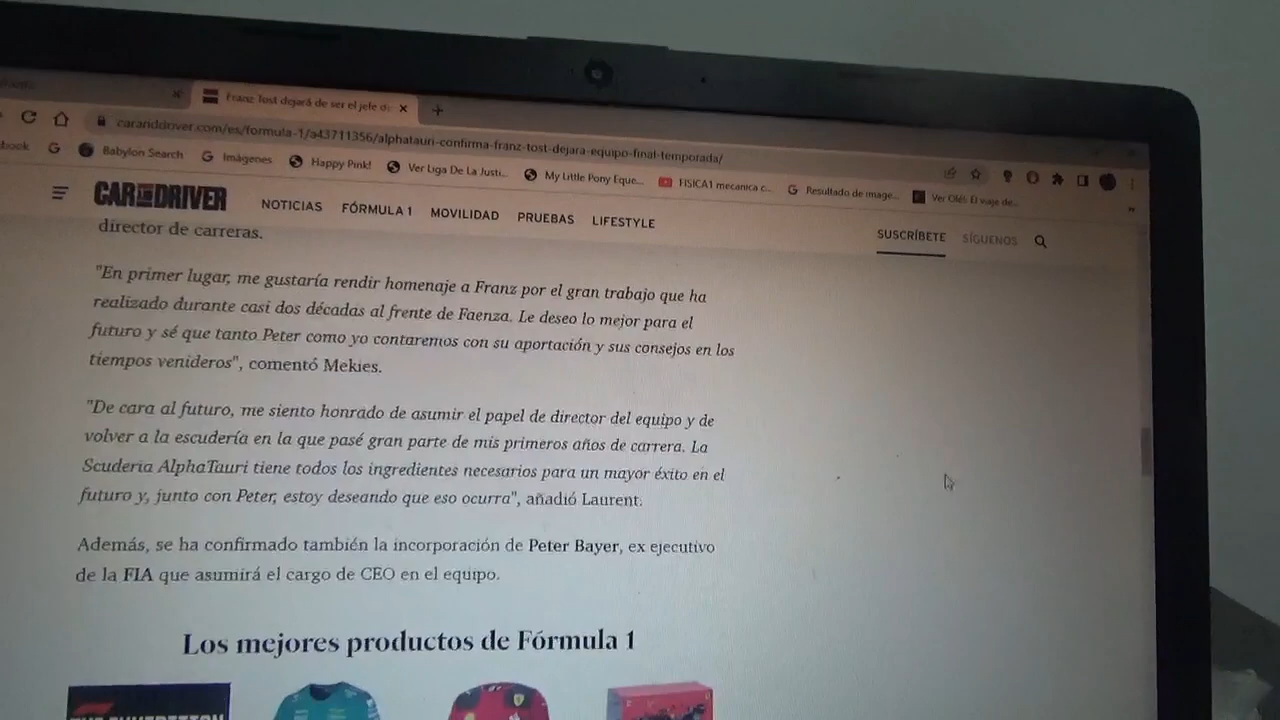 Franz Tost dejará de ser el jefe de
caranddriver.com/es/formula-1/a43711356/alphatauri-confirma-franz-tost-dejara-equipo-final-temporada/
Babylon Search
Imágenes
Happy Pink!
Ver Liga De La Justi...
My Little Pony Eque...
FISICA1 mecanica c...
Resultado de image...
Ver Olé! El viaje de...
CAR AND DRIVER
NOTICIAS FÓRMULA 1 MOVILIDAD PRUEBAS LIFESTYLE
SUSCRÍBETE SÍGUENOS
director de carreras.
"En primer lugar, me gustaría rendir homenaje a Franz por el gran trabajo que ha
realizado durante casi dos décadas al frente de Faenza. Le deseo lo mejor para el
futuro y sé que tanto Peter como yo contaremos con su aportación y sus consejos en los
tiempos venideros", comentó Mekies.
"De cara al futuro, me siento honrado de asumir el papel de director del equipo y de
volver a la escudería en la que pasé gran parte de mis primeros años de carrera. La
Scuderia AlphaTauri tiene todos los ingredientes necesarios para un mayor éxito en el
futuro y, junto con Peter, estoy deseando que eso ocurra", añadió Laurent.
Además, se ha confirmado también la incorporación de Peter Bayer, ex ejecutivo
de la FIA que asumirá el cargo de CEO en el equipo.
Los mejores productos de Fórmula 1